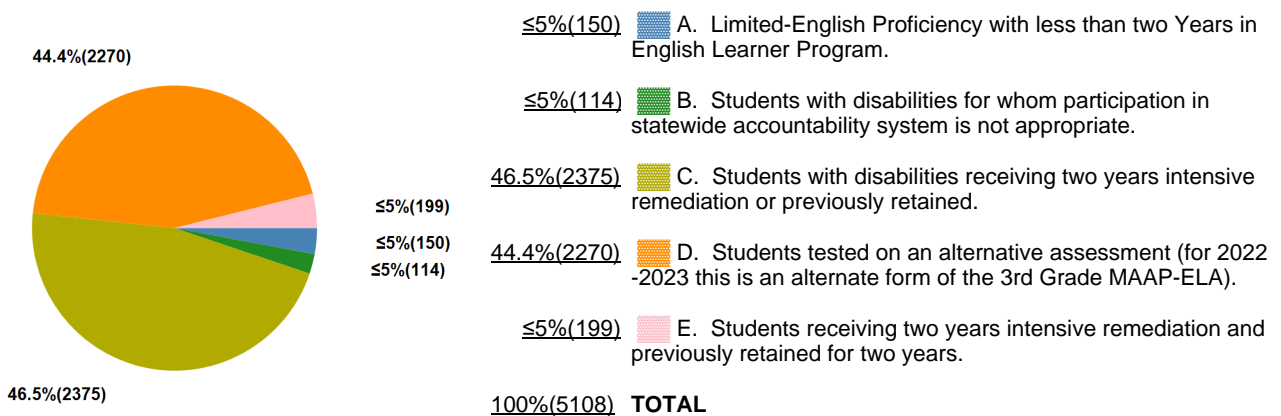 44.4%(2270)
≤5%(199)
≤5%(150)
≤5%(114)
46.5%(2375)
≤5%(150) A. Limited-English Proficiency with less than two Years in
English Learner Program.
≤5%(114) B. Students with disabilities for whom participation in
statewide accountability system is not appropriate.
46.5%(2375) C. Students with disabilities receiving two years intensive
remediation or previously retained.
44.4%(2270) D. Students tested on an alternative assessment (for 2022
-2023 this is an alternate form of the 3rd Grade MAAP-ELA).
≤5%(199) E. Students receiving two years intensive remediation and
previously retained for two years.
100%(5108) TOTAL